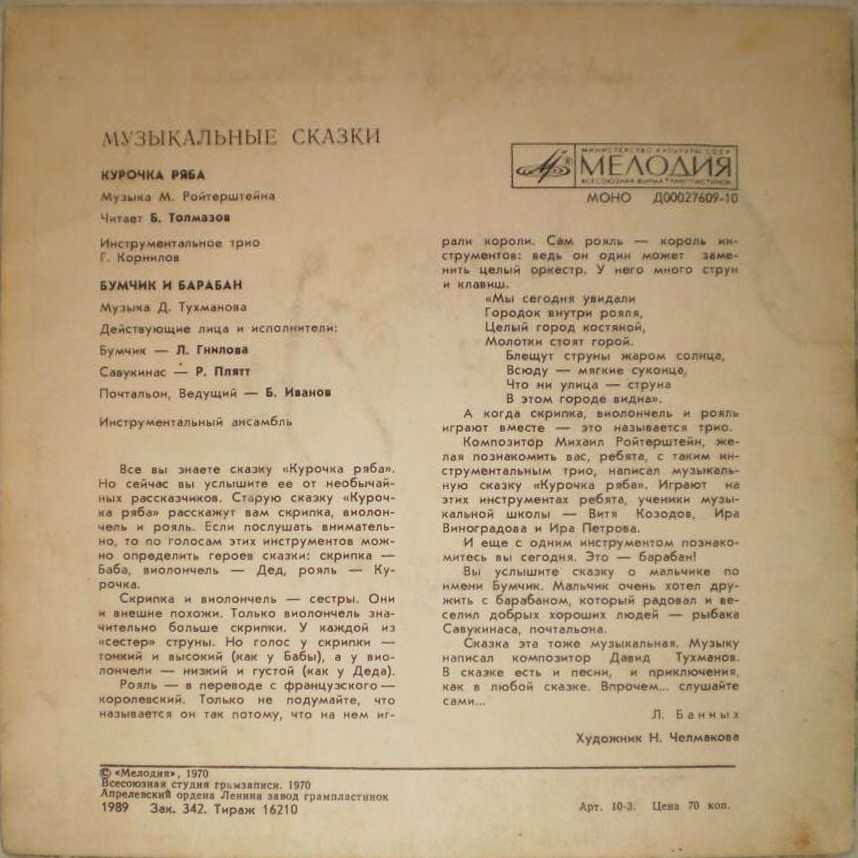 МУЗЫКАЛЬНЫЕ СКАЗКИ
КУРОЧКА РЯБА
Музыка М. Ройтерштейна
Читает Б. Толмазов
Инструментальное трио
Г. Корнилов
БУМЧИК И БАРАБАН
Музыка Д. Тухманова
Действующие лица и исполнители:
Бумчик — Л. Гнилова
Савукинас — Р. Плятт
Почтальон, Ведущий — Б. Иванов
Инструментальный ансамбль
Все вы знаете сказку «Курочка ряба».
Но сейчас вы услышите ее от необычай-
ных рассказчиков. Старую сказку «Куроч-
ка ряба» расскажут вам скрипка, виолон-
чель и рояль. Если послушать вниматель-
но, то по голосам этих инструментов мож-
но определить героев сказки: скрипка —
Баба, виолончель — Дед, рояль — Ку-
рочка.
Скрипка и виолончель — сестры. Они
и внешне похожи. Только виолончель зна-
чительно больше скрипки. У каждой из
«сестер» струны. Но голос у скрипки —
тонкий и высокий (как у Бабы), а у вио-
лончели — низкий и густой (как у Деда).
Рояль — в переводе с французского —
королевский. Только не подумайте, что
называется он так потому, что на нем иг-
МИНИСТЕРСТВО КУЛЬТУРЫ СССР
МЕЛОДИЯ
ВСЕСОЮЗНАЯ ФИРМА ГРАМПЛАСТИНОК
МОНО Д00027609-10
рали короли. Сам рояль — король ин-
струментов: ведь он один может заме-
нить целый оркестр. У него много струн
и клавиш.
«Мы сегодня увидали
Городок внутри рояля,
Целый город костяной,
Молотки стоят горой.
Блещут струны жаром солнца,
Всюду — мягкие суконца,
Что ни улица — струна
В этом городе видна».
А когда скрипка, виолончель и рояль
играют вместе — это называется трио.
Композитор Михаил Ройтерштейн, же-
лая познакомить вас, ребята, с таким ин-
струментальным трио, написал музыкаль-
ную сказку «Курочка ряба». Играют на
этих инструментах ребята, ученики музы-
кальной школы — Витя Козодов, Ира
Виноградова и Ира Петрова.
И еще с одним инструментом познако-
митесь вы сегодня. Это — барабан!
Вы услышите сказку о мальчике по
имени Бумчик. Мальчик очень хотел дру-
жить с барабаном, который радовал и ве-
селил добрых хороших людей — рыбака
Савукинаса, почтальона.
Сказка эта тоже музыкальная. Музыку
написал композитор Давид Тухманов.
В сказке есть и песни, и приключения,
как в любой сказке. Впрочем... слушайте
сами...
Л. Банных
Художник Н. Челмакова
© «Мелодия», 1970
Всесоюзная студия грамзаписи. 1970
Апрелевский ордена Ленина завод грампластинок
1989 Зак. 342. Тираж 16210
Арт. 10-3. Цена 70 коп.